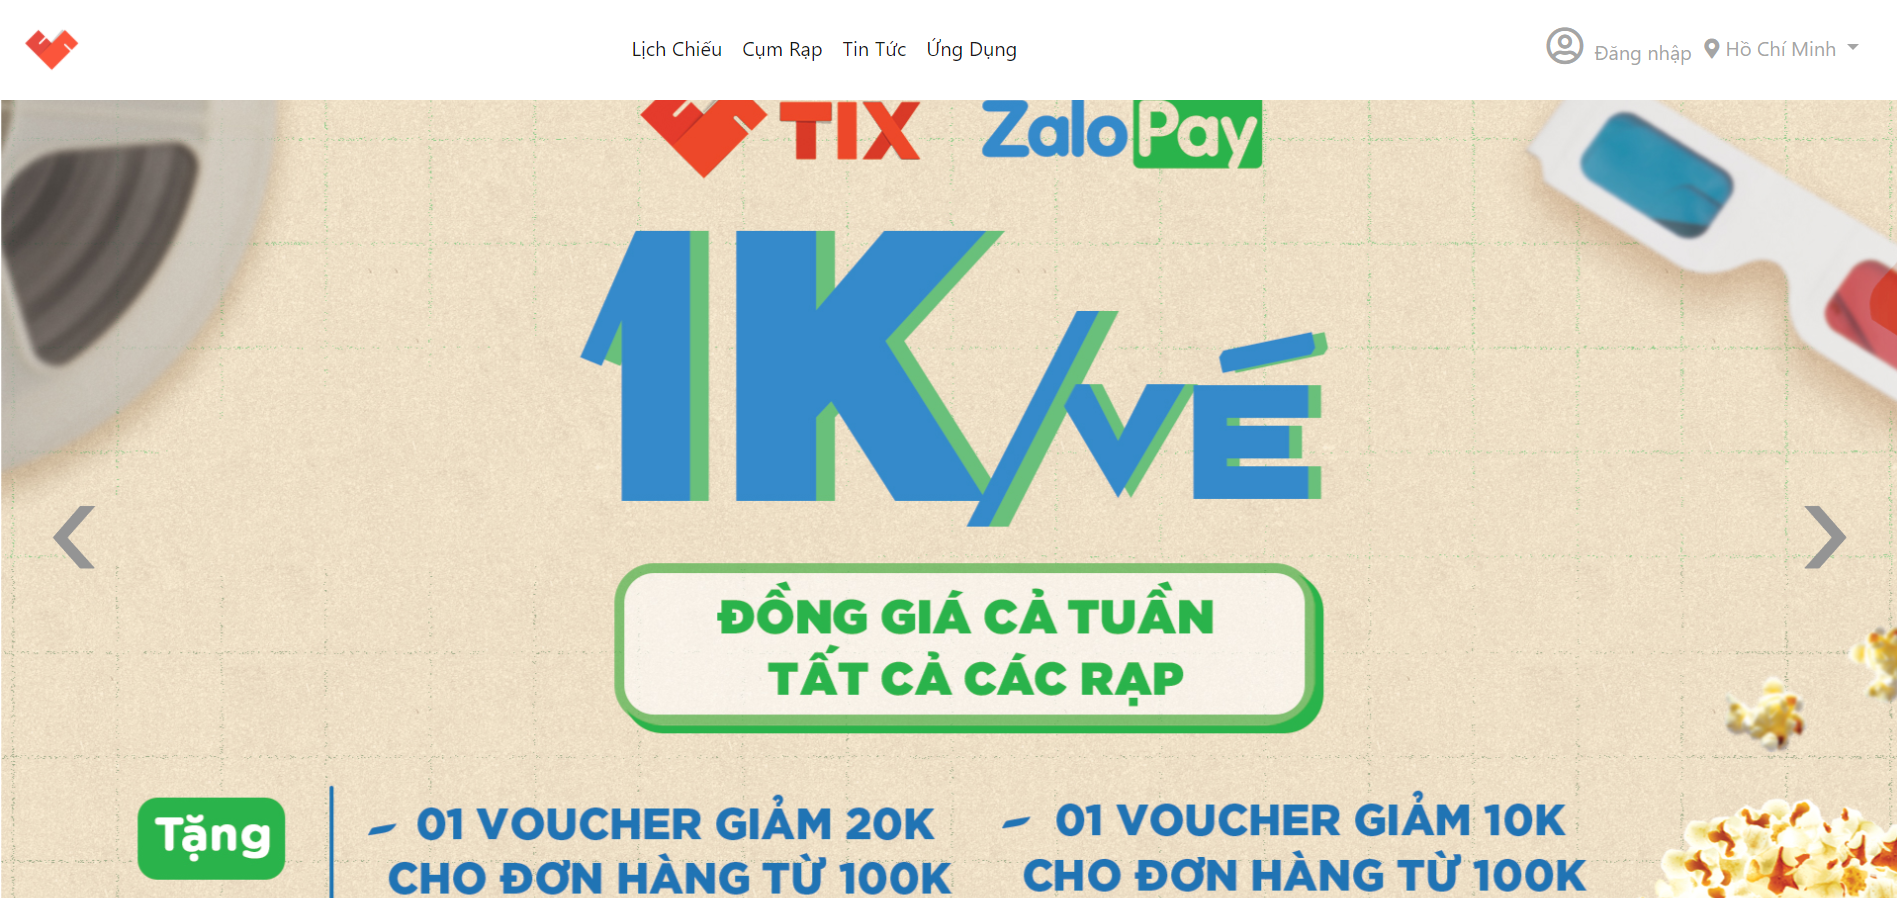 Lịch Chiếu Cụm Rạp Tin Tức Ứng Dụng Đăng nhập Hồ Chí Minh
TIX ZaloPay
1K/VÉ
ĐỒNG GIÁ CẢ TUẦN
TẤT CẢ CÁC RẠP
Tặng
- 01 VOUCHER GIẢM 20K
CHO ĐƠN HÀNG TỪ 100K
- 01 VOUCHER GIẢM 10K
CHO ĐƠN HÀNG TỪ 100K